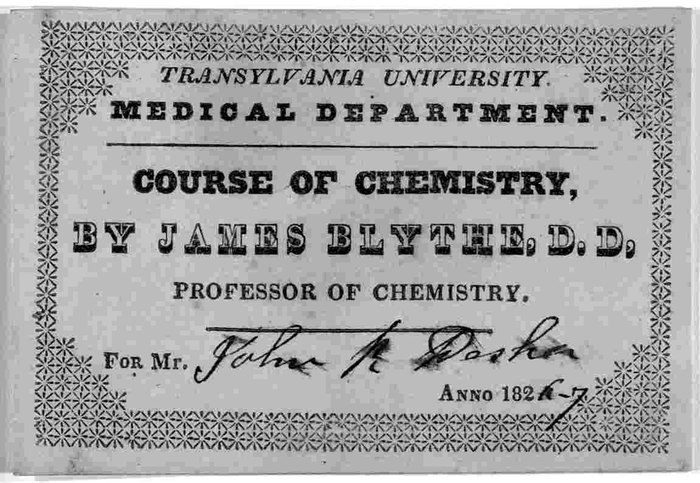 TRANSYLVANIA UNIVERSITY.
MEDICAL DEPARTMENT.
COURSE OF CHEMISTRY,
BY JAMES BLYTHE, D. D,
PROFESSOR OF CHEMISTRY.
FOR MR. John R Desha
ANNO 1826-7